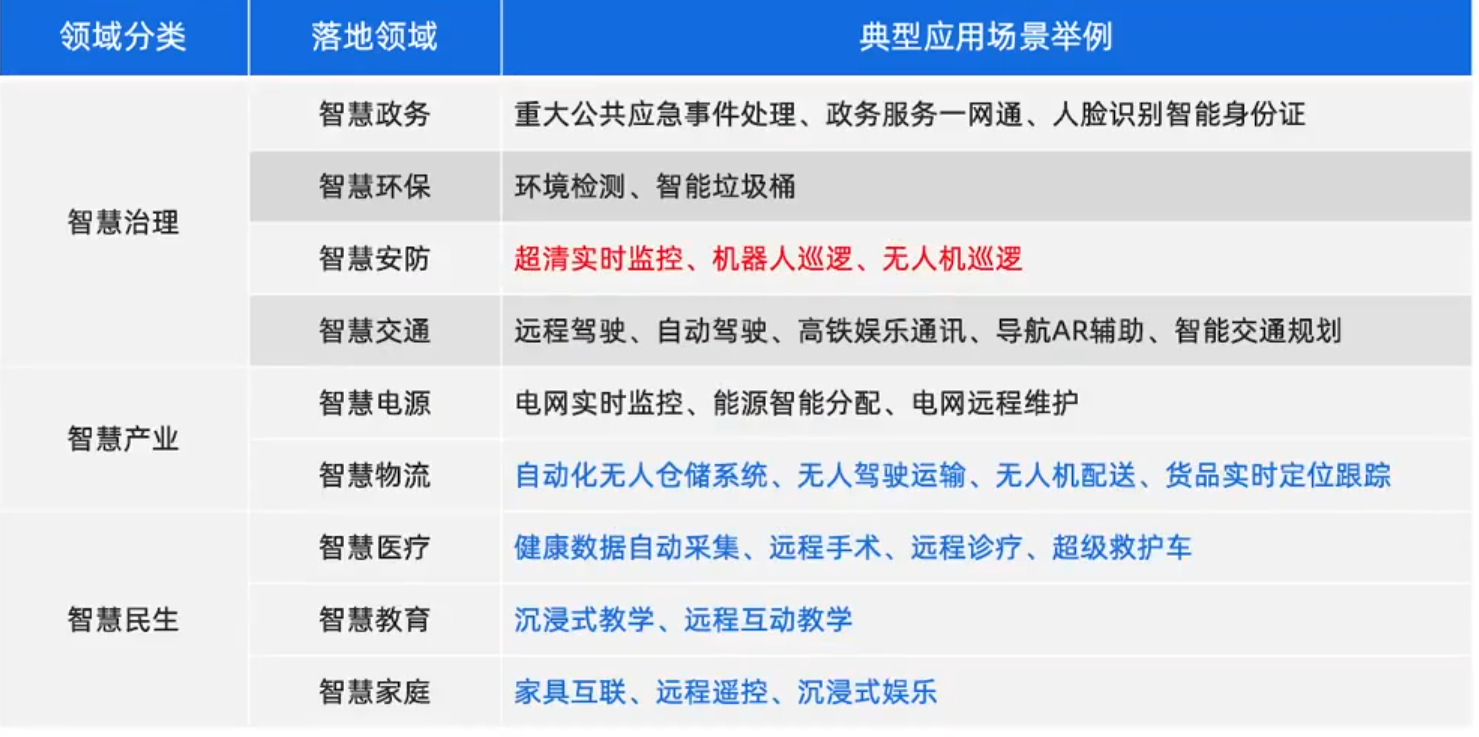 领域分类 落地领域 典型应用场景举例
智慧治理
智慧政务 重大公共应急事件处理、政务服务一网通、人脸识别智能身份证
智慧环保 环境检测、智能垃圾桶
智慧安防 超清实时监控、机器人巡逻、无人机巡逻
智慧交通 远程驾驶、自动驾驶、高铁娱乐通讯、导航AR辅助、智能交通规划
智慧产业
智慧电源 电网实时监控、能源智能分配、电网远程维护
智慧物流 自动化无人仓储系统、无人驾驶运输、无人机配送、货品实时定位跟踪
智慧民生
智慧医疗 健康数据自动采集、远程手术、远程诊疗、超级救护车
智慧教育 沉浸式教学、远程互动教学
智慧家庭 家具互联、远程遥控、沉浸式娱乐